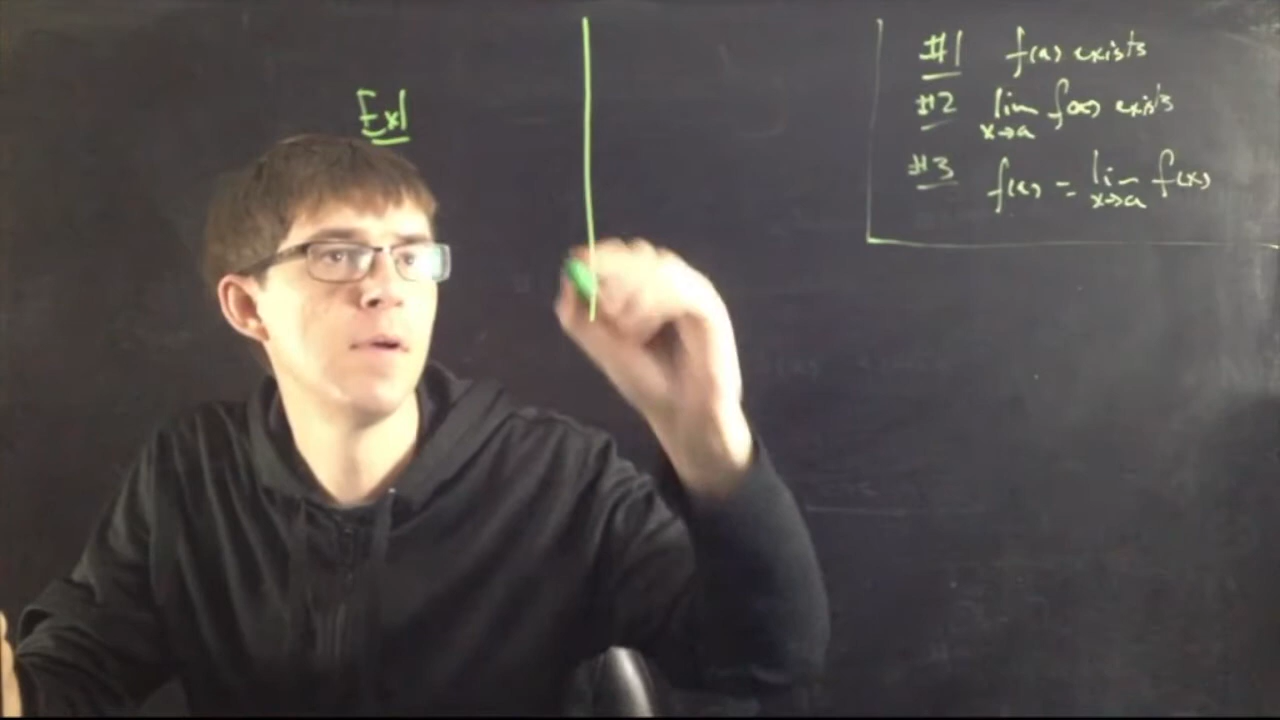 Ex1
#1 f(a) exists
#2 lim f(x) exists
x→a
#3 f(a) = lim f(x)
x→a